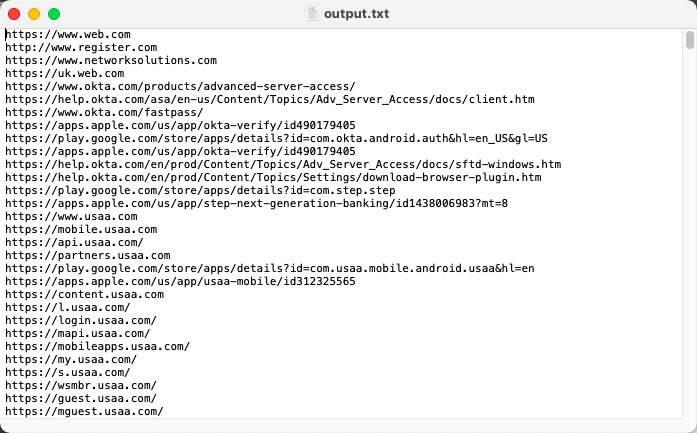 output.txt
https://www.web.com
http://www.register.com
https://www.networksolutions.com
https://uk.web.com
https://www.okta.com/products/advanced-server-access/
https://help.okta.com/asa/en-us/Content/Topics/Adv_Server_Access/docs/client.htm
https://www.okta.com/fastpass/
https://apps.apple.com/us/app/okta-verify/id490179405
https://play.google.com/store/apps/details?id=com.okta.android.auth&hl=en_US&gl=US
https://apps.apple.com/us/app/okta-verify/id490179405
https://help.okta.com/en/prod/Content/Topics/Adv_Server_Access/docs/sftd-windows.htm
https://help.okta.com/en/prod/Content/Topics/Settings/download-browser-plugin.htm
https://play.google.com/store/apps/details?id=com.step.step
https://apps.apple.com/us/app/step-next-generation-banking/id1438006983?mt=8
https://www.usaa.com
https://mobile.usaa.com
https://api.usaa.com/
https://partners.usaa.com
https://play.google.com/store/apps/details?id=com.usaa.mobile.android.usaa&hl=en
https://apps.apple.com/us/app/usaa-mobile/id312325565
https://content.usaa.com
https://l.usaa.com/
https://login.usaa.com/
https://mapi.usaa.com/
https://mobileapps.usaa.com/
https://my.usaa.com/
https://s.usaa.com/
https://wsmbr.usaa.com/
https://guest.usaa.com/
https://mguest.usaa.com/